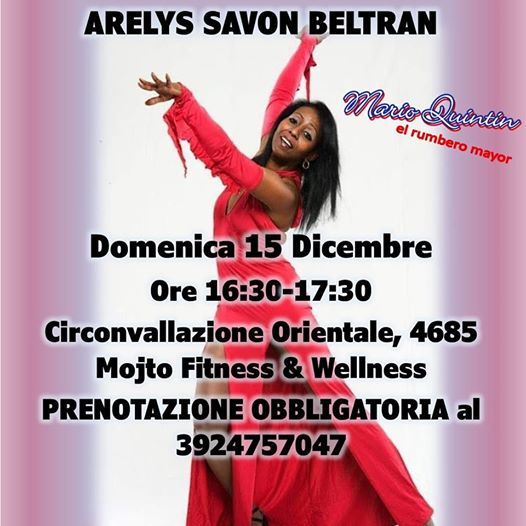 ARELYS SAVON BELTRAN
Mario Quintin
el rumbero mayor
Domenica 15 Dicembre
Ore 16:30-17:30
Circonvallazione Orientale, 4685
Mojto Fitness & Wellness
PRENOTAZIONE OBBLIGATORIA al
3924757047